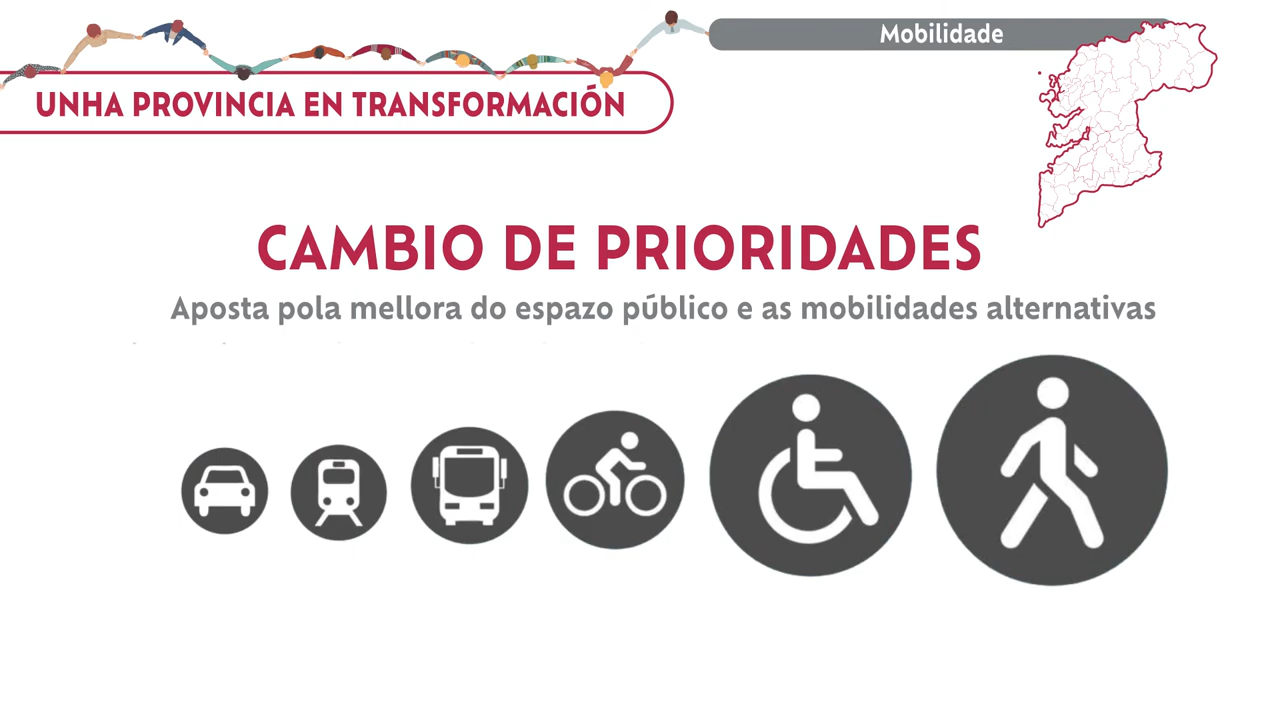 Mobilidade
UNHA PROVINCIA EN TRANSFORMACIÓN
CAMBIO DE PRIORIDADES
Aposta pola mellora do espazo público e as mobilidades alternativas